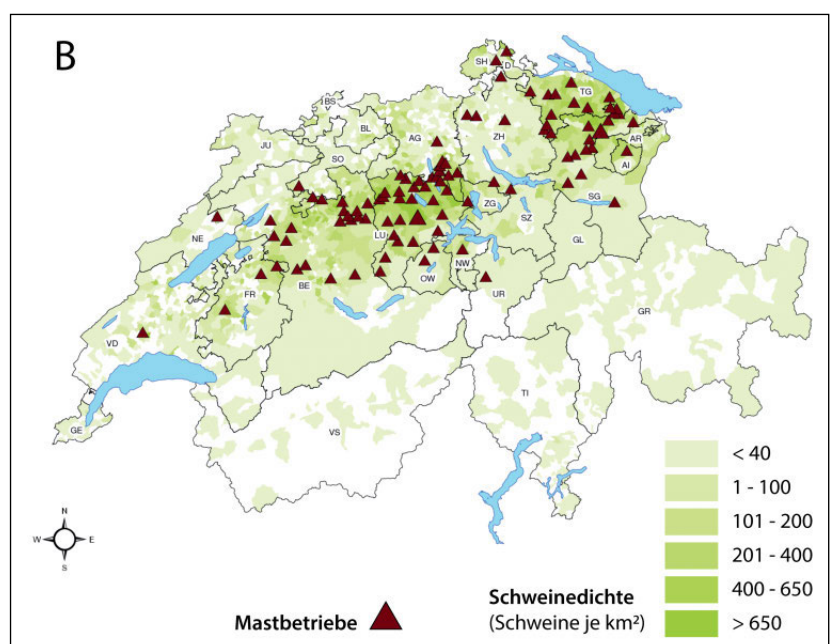 B
SH
D
TG
BS
BL
AG
ZH
AR
AI
JU
SO
ZG
SG
SZ
NE
LU
GL
NW
OW
UR
BE
FR
GR
VD
TI
VS
GE
N
W E
S
< 40
1 - 100
101 - 200
201 - 400
400 - 650
> 650
Schweinedichte
(Schweine je km²)
Mastbetriebe